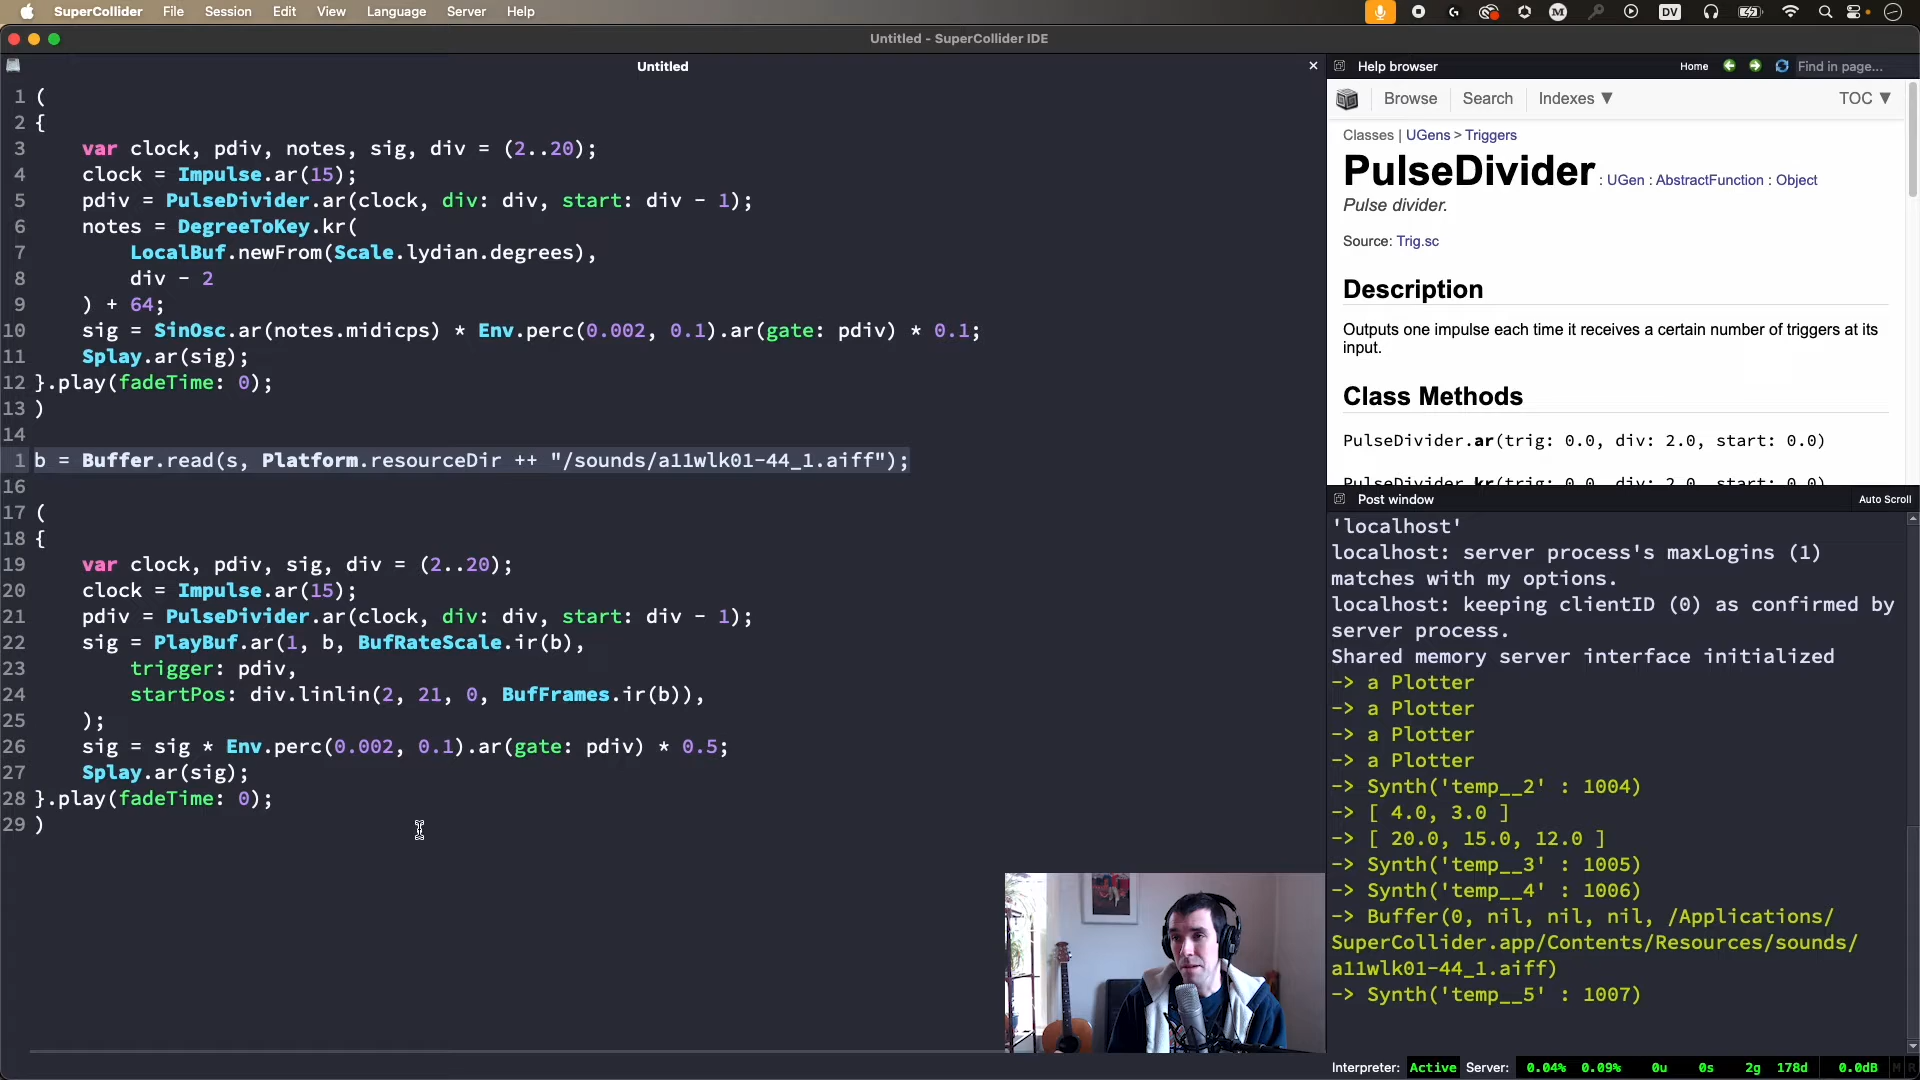 SuperCollider File Session Edit View Language Server Help DV
Untitled - SuperCollider IDE
Untitled
1 (
2 {
3 var clock, pdiv, notes, sig, div = (2..20);
4 clock = Impulse.ar(15);
5 pdiv = PulseDivider.ar(clock, div: div, start: div - 1);
6 notes = DegreeToKey.kr(
7 LocalBuf.newFrom(Scale.lydian.degrees),
8 div - 2
9 ) + 64;
10 sig = SinOsc.ar(notes.midicps) * Env.perc(0.002, 0.1).ar(gate: pdiv) * 0.1;
11 Splay.ar(sig);
12 }.play(fadeTime: 0);
13 )
14
1 b = Buffer.read(s, Platform.resourceDir ++ "/sounds/a11wlk01-44_1.aiff");
16
17 (
18 {
19 var clock, pdiv, sig, div = (2..20);
20 clock = Impulse.ar(15);
21 pdiv = PulseDivider.ar(clock, div: div, start: div - 1);
22 sig = PlayBuf.ar(1, b, BufRateScale.ir(b),
23 trigger: pdiv,
24 startPos: div.linlin(2, 21, 0, BufFrames.ir(b)),
25 );
26 sig = sig * Env.perc(0.002, 0.1).ar(gate: pdiv) * 0.5;
27 Splay.ar(sig);
28 }.play(fadeTime: 0);
29 )
Help browser Home Find in page...
Browse Search Indexes ▼ TOC ▼
Classes | UGens > Triggers
PulseDivider : UGen : AbstractFunction : Object
Pulse divider.
Source: Trig.sc
Description
Outputs one impulse each time it receives a certain number of triggers at its
input.
Class Methods
PulseDivider.ar(trig: 0.0, div: 2.0, start: 0.0)
PulseDivider.kr(trig: 0.0, div: 2.0, start: 0.0)
Post window Auto Scroll
'localhost'
localhost: server process's maxLogins (1)
matches with my options.
localhost: keeping clientID (0) as confirmed by
server process.
Shared memory server interface initialized
-> a Plotter
-> a Plotter
-> a Plotter
-> a Plotter
-> Synth('temp__2' : 1004)
-> [ 4.0, 3.0 ]
-> [ 20.0, 15.0, 12.0 ]
-> Synth('temp__3' : 1005)
-> Synth('temp__4' : 1006)
-> Buffer(0, nil, nil, nil, /Applications/
SuperCollider.app/Contents/Resources/sounds/
a11wlk01-44_1.aiff)
-> Synth('temp__5' : 1007)
Interpreter: Active Server: 0.04% 0.09% 0u 0s 2g 178d 0.0dB M R